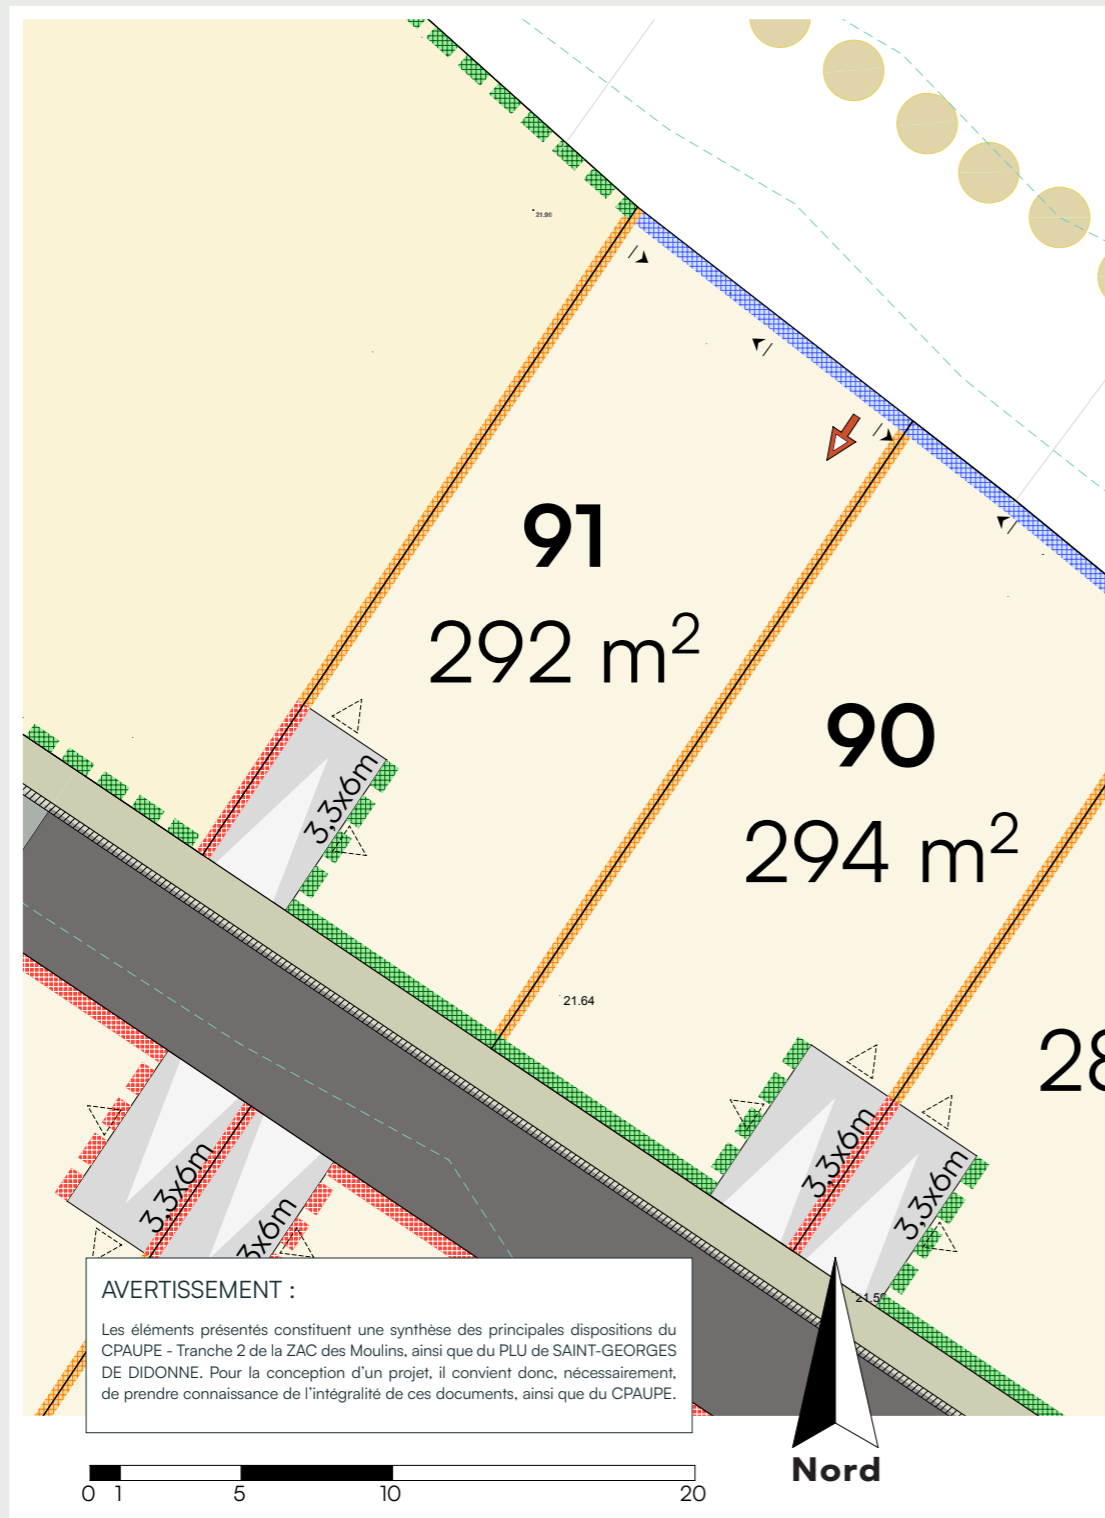 21.90
91
292 m²
90
294 m²
3,3x6m
21.64
28
3,3x6m
3,3x6m
3,3x6m
3x6m
21.5
AVERTISSEMENT :
Les éléments présentés constituent une synthèse des principales dispositions du
CPAUPE - Tranche 2 de la ZAC des Moulins, ainsi que du PLU de SAINT-GEORGES
DE DIDONNE. Pour la conception d'un projet, il convient donc, nécessairement,
de prendre connaissance de l'intégralité de ces documents, ainsi que du CPAUPE.
Nord
0 1 5 10 20